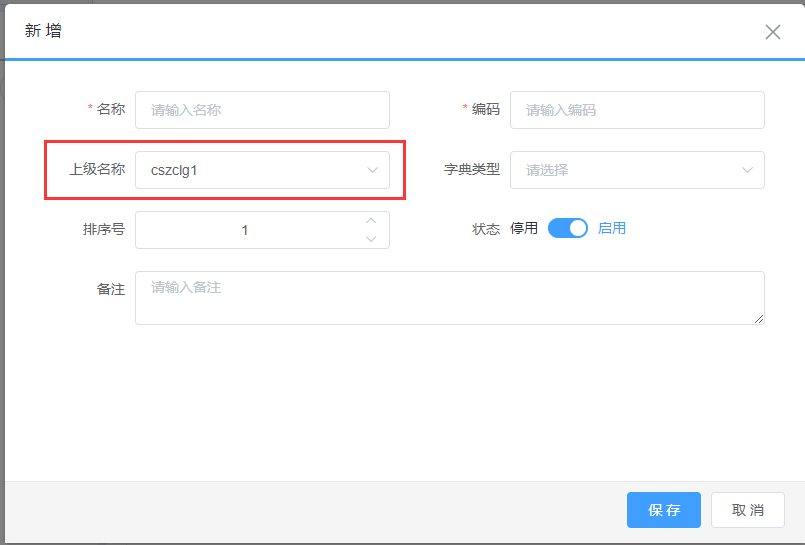 新增
* 名称 请输入名称 * 编码 请输入编码
上级名称 cszclg1 字典类型 请选择
排序号 1 状态 停用 启用
备注 请输入备注
保存 取消